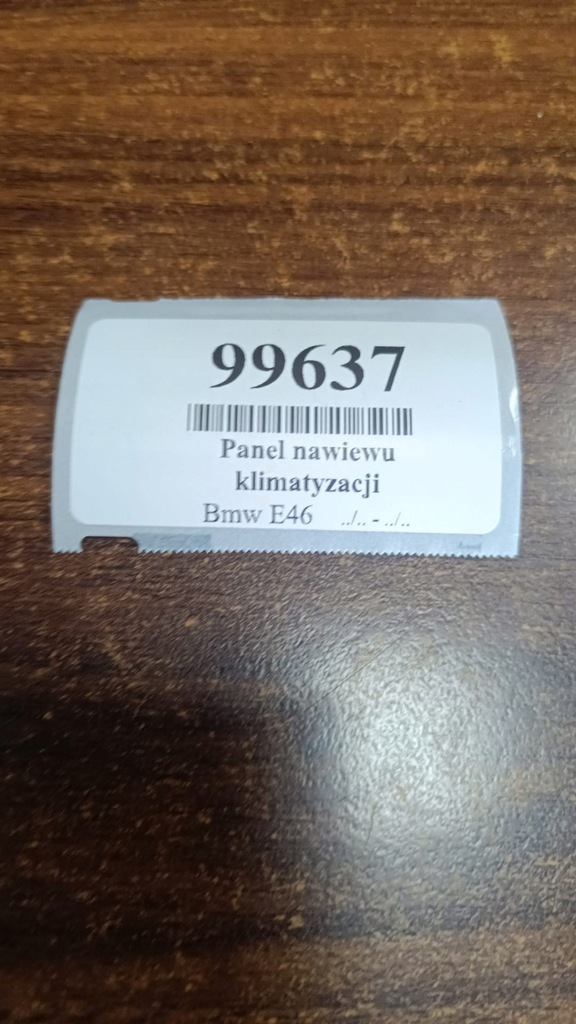 99637
Panel nawiewu
klimatyzacji
Bmw E46 ../.. - ../..